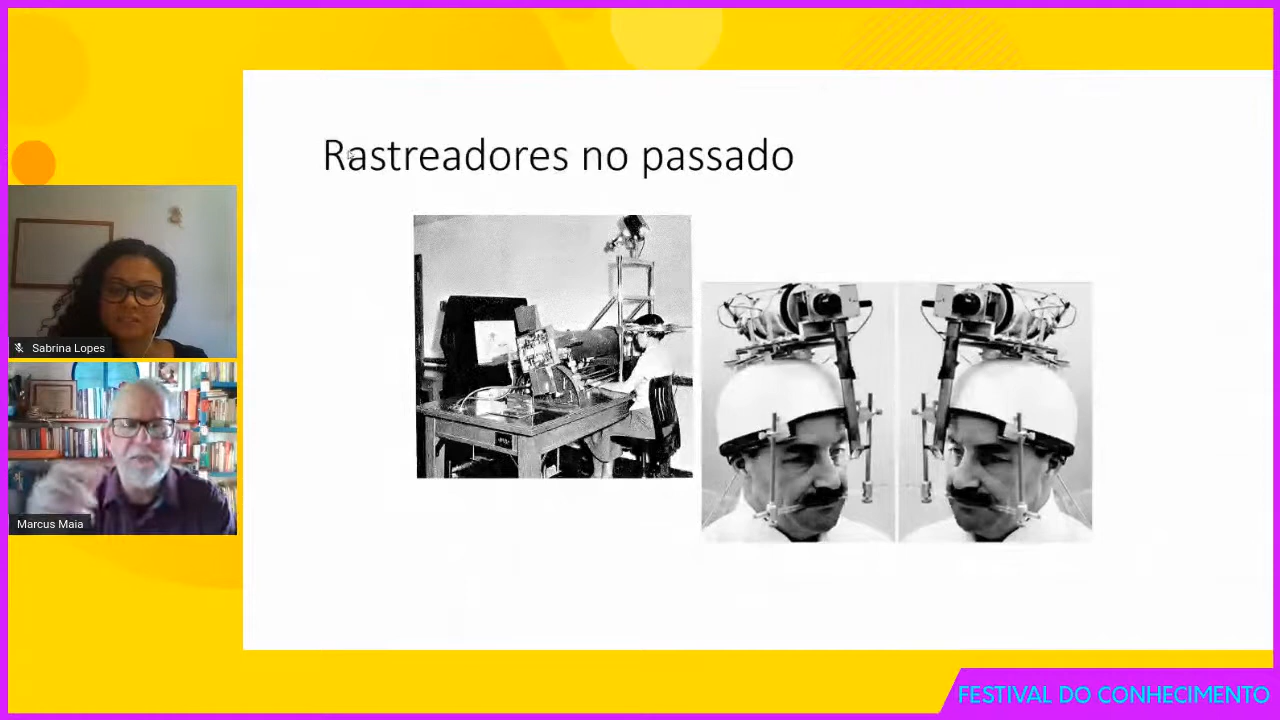 Rastreadores no passado
Sabrina Lopes
Marcus Maia
FESTIVAL DO CONHECIMENTO